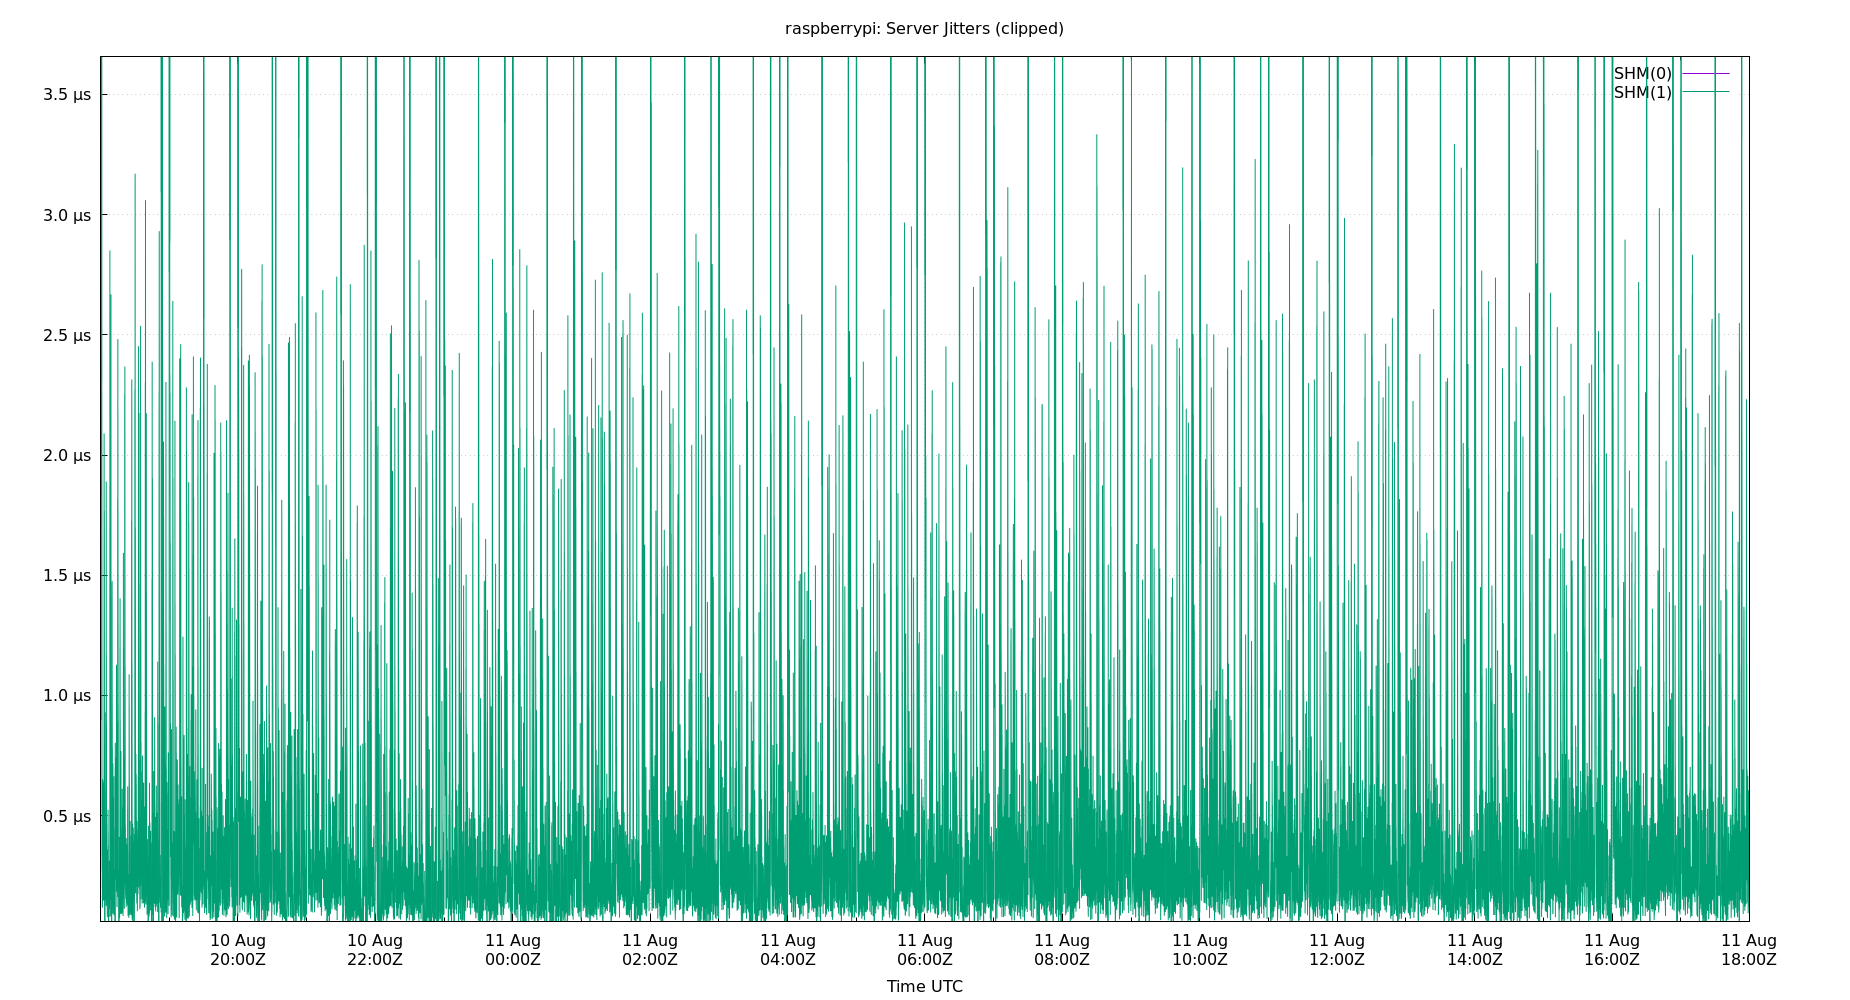 raspberrypi: Server Jitters (clipped)
SHM(0)
SHM(1)
3.5 µs
3.0 µs
2.5 µs
2.0 µs
1.5 µs
1.0 µs
0.5 µs
10 Aug 10 Aug 11 Aug 11 Aug 11 Aug 11 Aug 11 Aug 11 Aug 11 Aug 11 Aug 11 Aug 11 Aug
20:00Z 22:00Z 00:00Z 02:00Z 04:00Z 06:00Z 08:00Z 10:00Z 12:00Z 14:00Z 16:00Z 18:00Z
Time UTC